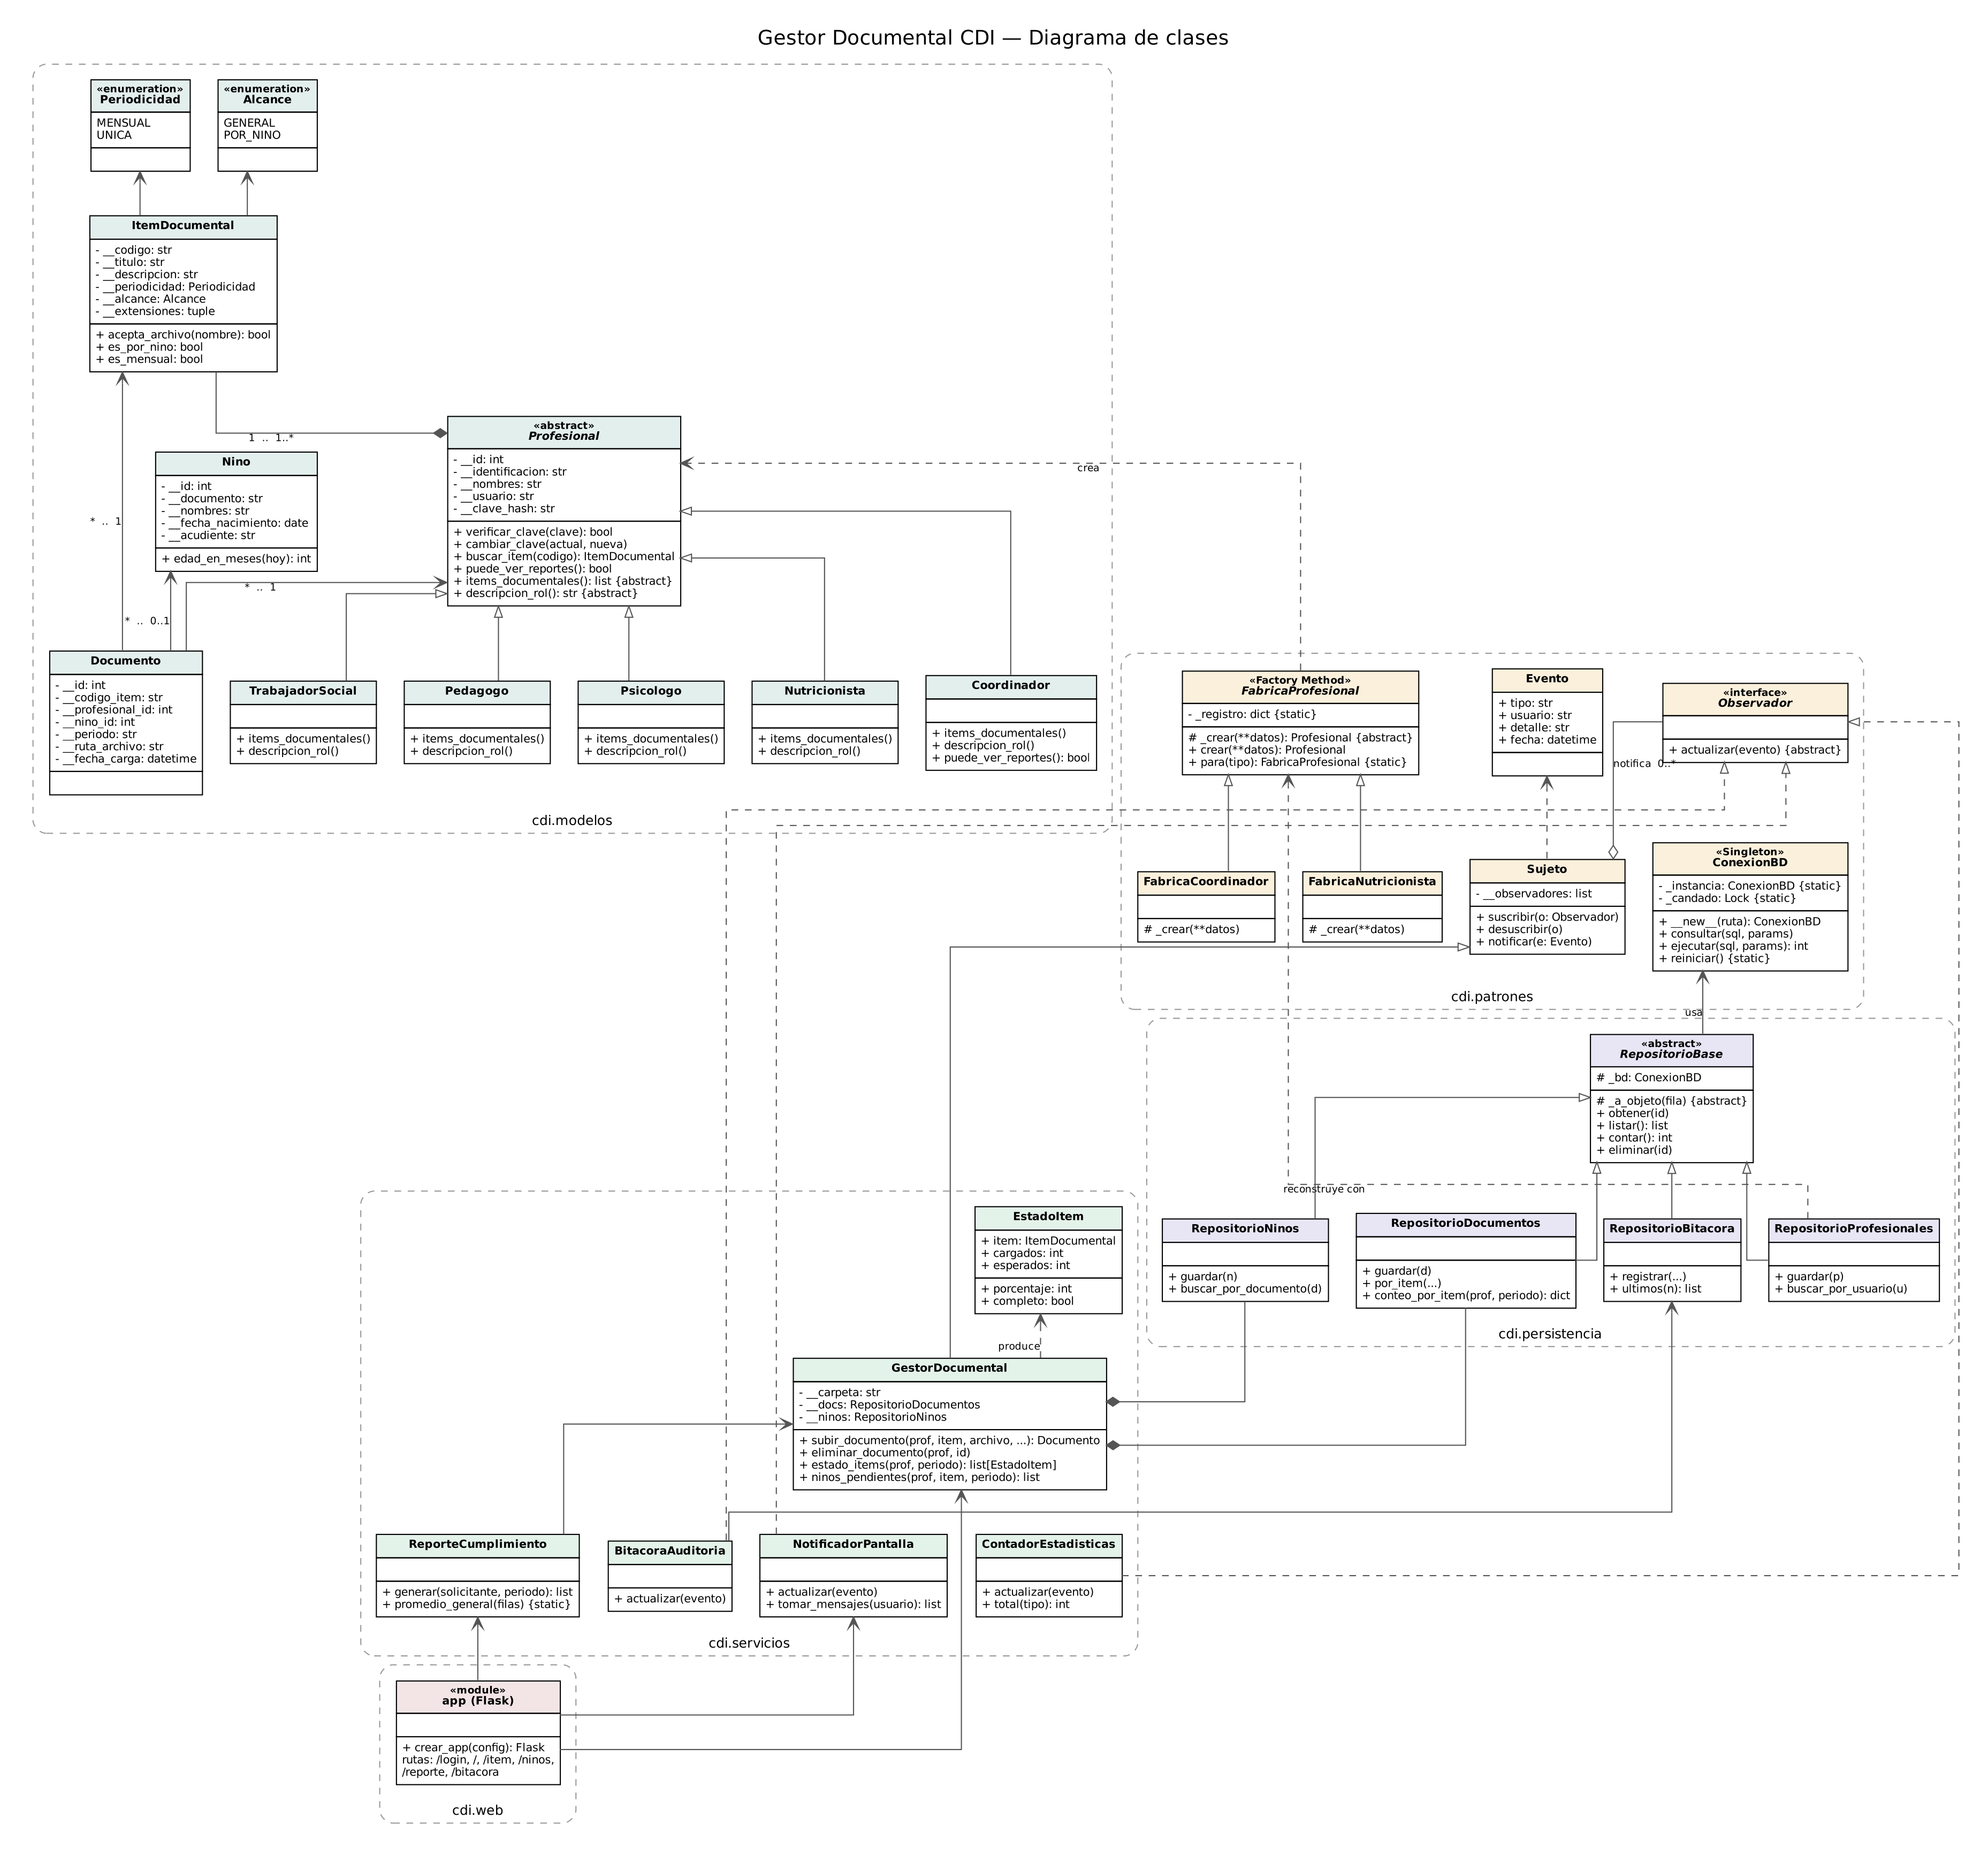 Gestor Documental CDI — Diagrama de clases
«enumeration»
Periodicidad
MENSUAL
UNICA
«enumeration»
Alcance
GENERAL
POR_NINO
ItemDocumental
- __codigo: str
- __titulo: str
- __descripcion: str
- __periodicidad: Periodicidad
- __alcance: Alcance
- __extensiones: tuple
+ acepta_archivo(nombre): bool
+ es_por_nino: bool
+ es_mensual: bool
1 .. 1..*
«abstract»
Profesional
- __id: int
- __identificacion: str
- __nombres: str
- __usuario: str
- __clave_hash: str
+ verificar_clave(clave): bool
+ cambiar_clave(actual, nueva)
+ buscar_item(codigo): ItemDocumental
+ puede_ver_reportes(): bool
+ items_documentales(): list {abstract}
+ descripcion_rol(): str {abstract}
crea
Nino
- __id: int
- __documento: str
- __nombres: str
- __fecha_nacimiento: date
- __acudiente: str
+ edad_en_meses(hoy): int
* .. 1
* .. 1
* .. 0..1
Documento
- __id: int
- __codigo_item: str
- __profesional_id: int
- __nino_id: int
- __periodo: str
- __ruta_archivo: str
- __fecha_carga: datetime
TrabajadorSocial
+ items_documentales()
+ descripcion_rol()
Pedagogo
+ items_documentales()
+ descripcion_rol()
Psicologo
+ items_documentales()
+ descripcion_rol()
Nutricionista
+ items_documentales()
+ descripcion_rol()
Coordinador
+ items_documentales()
+ descripcion_rol()
+ puede_ver_reportes(): bool
cdi.modelos
«Factory Method»
FabricaProfesional
- _registro: dict {static}
# _crear(**datos): Profesional {abstract}
+ crear(**datos): Profesional
+ para(tipo): FabricaProfesional {static}
Evento
+ tipo: str
+ usuario: str
+ detalle: str
+ fecha: datetime
«interface»
Observador
+ actualizar(evento) {abstract}
notifica 0..*
FabricaCoordinador
# _crear(**datos)
FabricaNutricionista
# _crear(**datos)
Sujeto
- __observadores: list
+ suscribir(o: Observador)
+ desuscribir(o)
+ notificar(e: Evento)
«Singleton»
ConexionBD
- _instancia: ConexionBD {static}
- _candado: Lock {static}
+ __new__(ruta): ConexionBD
+ consultar(sql, params)
+ ejecutar(sql, params): int
+ reiniciar() {static}
cdi.patrones
usa
«abstract»
RepositorioBase
# _bd: ConexionBD
# _a_objeto(fila) {abstract}
+ obtener(id)
+ listar(): list
+ contar(): int
+ eliminar(id)
reconstruye con
RepositorioNinos
+ guardar(n)
+ buscar_por_documento(d)
RepositorioDocumentos
+ guardar(d)
+ por_item(...)
+ conteo_por_item(prof, periodo): dict
RepositorioBitacora
+ registrar(...)
+ ultimos(n): list
RepositorioProfesionales
+ guardar(p)
+ buscar_por_usuario(u)
cdi.persistencia
EstadoItem
+ item: ItemDocumental
+ cargados: int
+ esperados: int
+ porcentaje: int
+ completo: bool
produce
GestorDocumental
- __carpeta: str
- __docs: RepositorioDocumentos
- __ninos: RepositorioNinos
+ subir_documento(prof, item, archivo, ...): Documento
+ eliminar_documento(prof, id)
+ estado_items(prof, periodo): list[EstadoItem]
+ ninos_pendientes(prof, item, periodo): list
ReporteCumplimiento
+ generar(solicitante, periodo): list
+ promedio_general(filas) {static}
BitacoraAuditoria
+ actualizar(evento)
NotificadorPantalla
+ actualizar(evento)
+ tomar_mensajes(usuario): list
ContadorEstadisticas
+ actualizar(evento)
+ total(tipo): int
cdi.servicios
«module»
app (Flask)
+ crear_app(config): Flask
rutas: /login, /, /item, /ninos,
/reporte, /bitacora
cdi.web